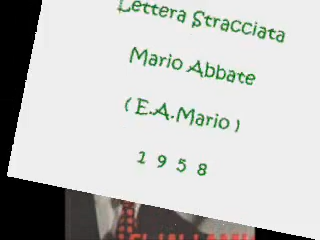 Lettera Stracciata
Mario Abbate
( E.A.Mario )
1 9 5 8